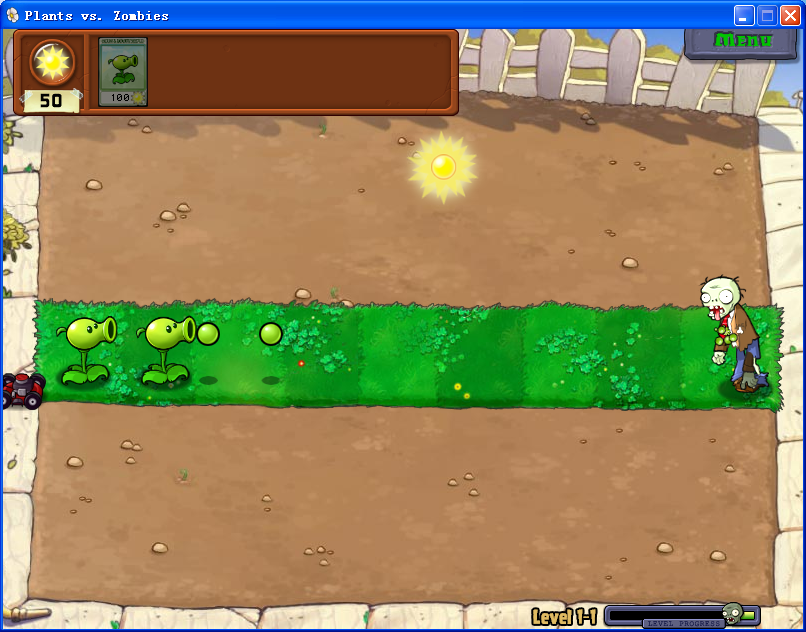 Plants vs. Zombies
Menu
50
100
Level 1-1
LEVEL PROGRESS